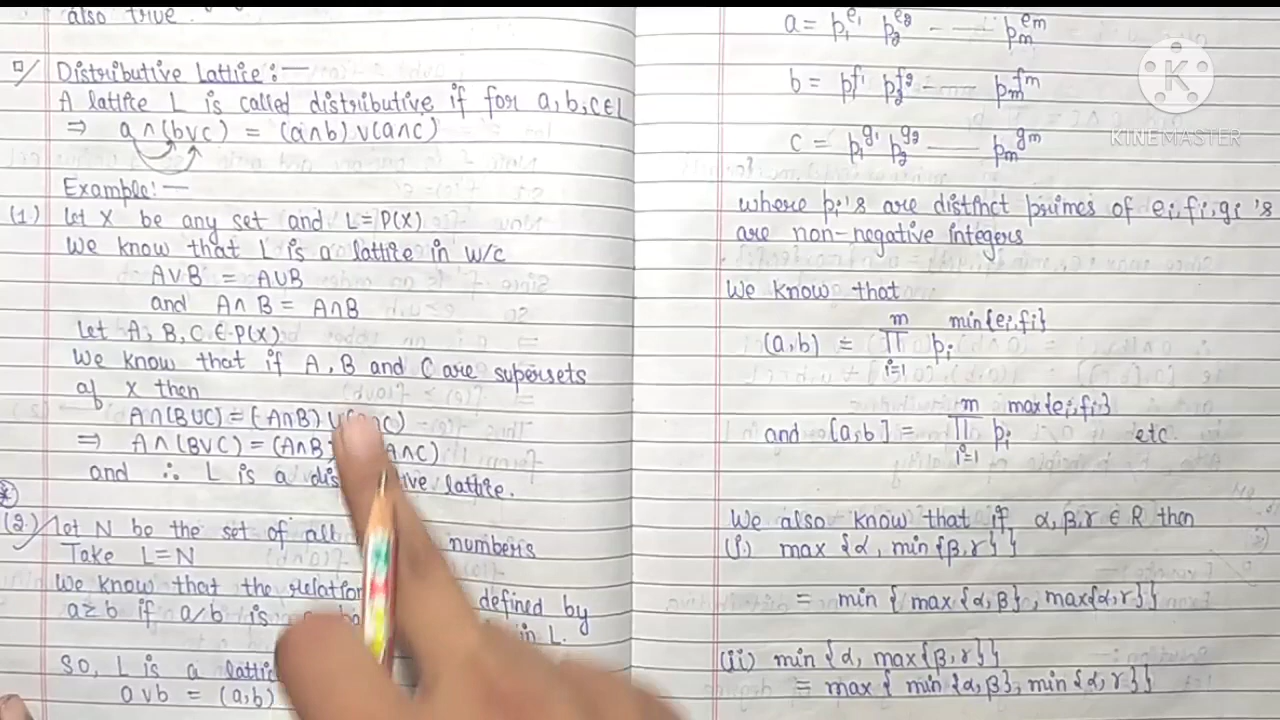 also true.
Distributive Lattice :—
A lattice L is called distributive if for a, b, c ∈ L
⇒ a∧(b∨c) = (a∧b)∨(a∧c)
Example:—
(1.) Let X be any set and L = P(X)
We know that L is a lattice in w/c
A∨B = A∪B
and A∧B = A∩B
Let A, B, C ∈ P(X)
We know that if A, B and C are supersets
of X then
A∩(B∪C) = (A∩B)∪(A∩C)
⇒ A∧(B∨C) = (A∧B) A∧C)
and ∴ L is a dis ive lattice.
(2.) Let N be the set of all numbers
Take L = N
We know that the relation defined by
a≥b if a/b is in L.
So, L is a lattic
a∨b = (a,b)
a = p₁^e₁ p₂^e₂ - — - pₘ^eₘ
b = p₁^f₁ p₂^f₂ - — - pₘ^fₘ
c = p₁^g₁ p₂^g₂ — - pₘ^gₘ
where pᵢ's are distinct primes of eᵢ, fᵢ, gᵢ's
are non-negative integers
We know that
(a,b) = ∏_{i=1}^{m} pᵢ^min{eᵢ,fᵢ}
and [a,b] = ∏_{i=1}^{m} pᵢ^max{eᵢ,fᵢ} etc.
We also know that if α, β, γ ∈ R then
(i.) max {α, min{β,γ}}
= min { max{α,β}, max{α,γ}}
(ii) min {α, max{β,γ}}
= max { min {α,β}, min{α,γ}}
K
KINEMASTER